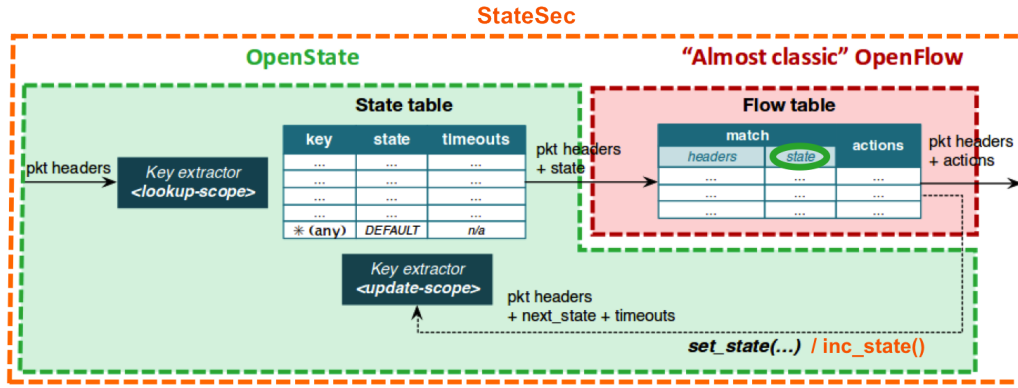 StateSec
OpenState
“Almost classic” OpenFlow
State table
Flow table
pkt headers
Key extractor
<lookup-scope>
key state timeouts
... ... ...
... ... ...
... ... ...
... ... ...
* (any) DEFAULT n/a
pkt headers
+ state
match actions
headers state
... ... ...
... ... ...
... ... ...
pkt headers
+ actions
Key extractor
<update-scope>
pkt headers
+ next_state + timeouts
set_state(...) / inc_state()